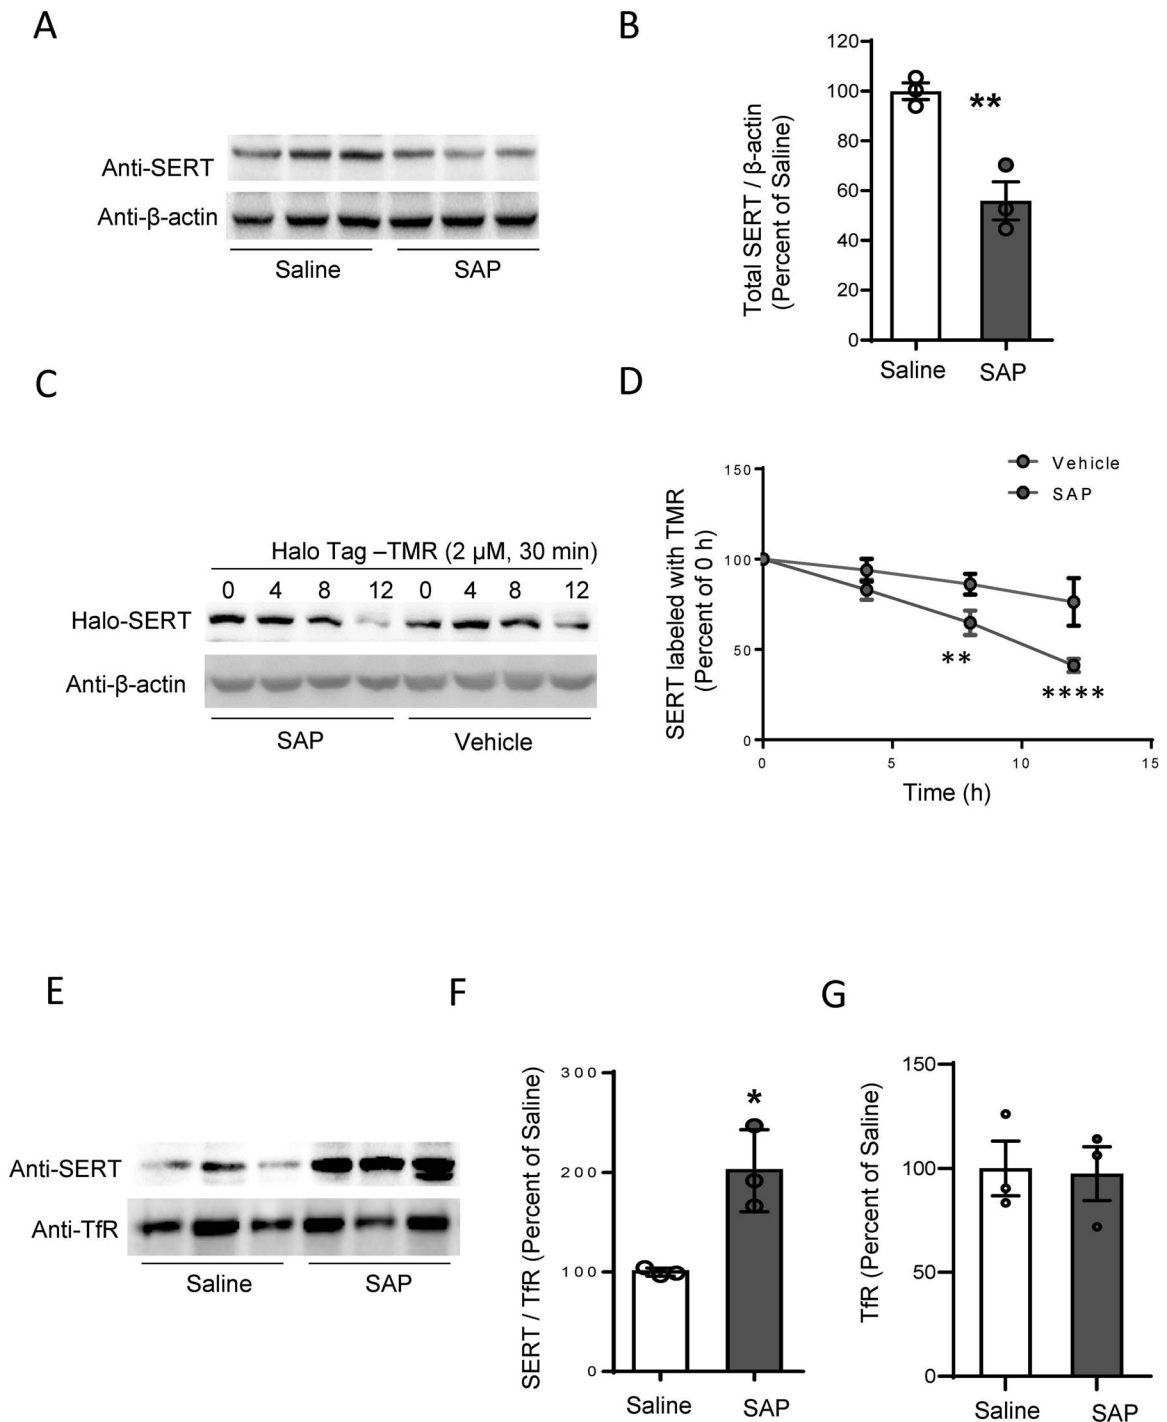 A
Anti-SERT
Anti-β-actin
Saline SAP
B
Total SERT / β-actin
(Percent of Saline)
120
100
80
60
40
20
0
**
Saline SAP
C
Halo Tag –TMR (2 µM, 30 min)
0 4 8 12 0 4 8 12
Halo-SERT
Anti-β-actin
SAP Vehicle
D
SERT labeled with TMR
(Percent of 0 h)
150
100
50
0
Vehicle
SAP
**
****
0 5 10 15
Time (h)
E
Anti-SERT
Anti-TfR
Saline SAP
F
SERT / TfR (Percent of Saline)
300
200
100
0
*
Saline SAP
G
TfR (Percent of Saline)
150
100
50
0
Saline SAP